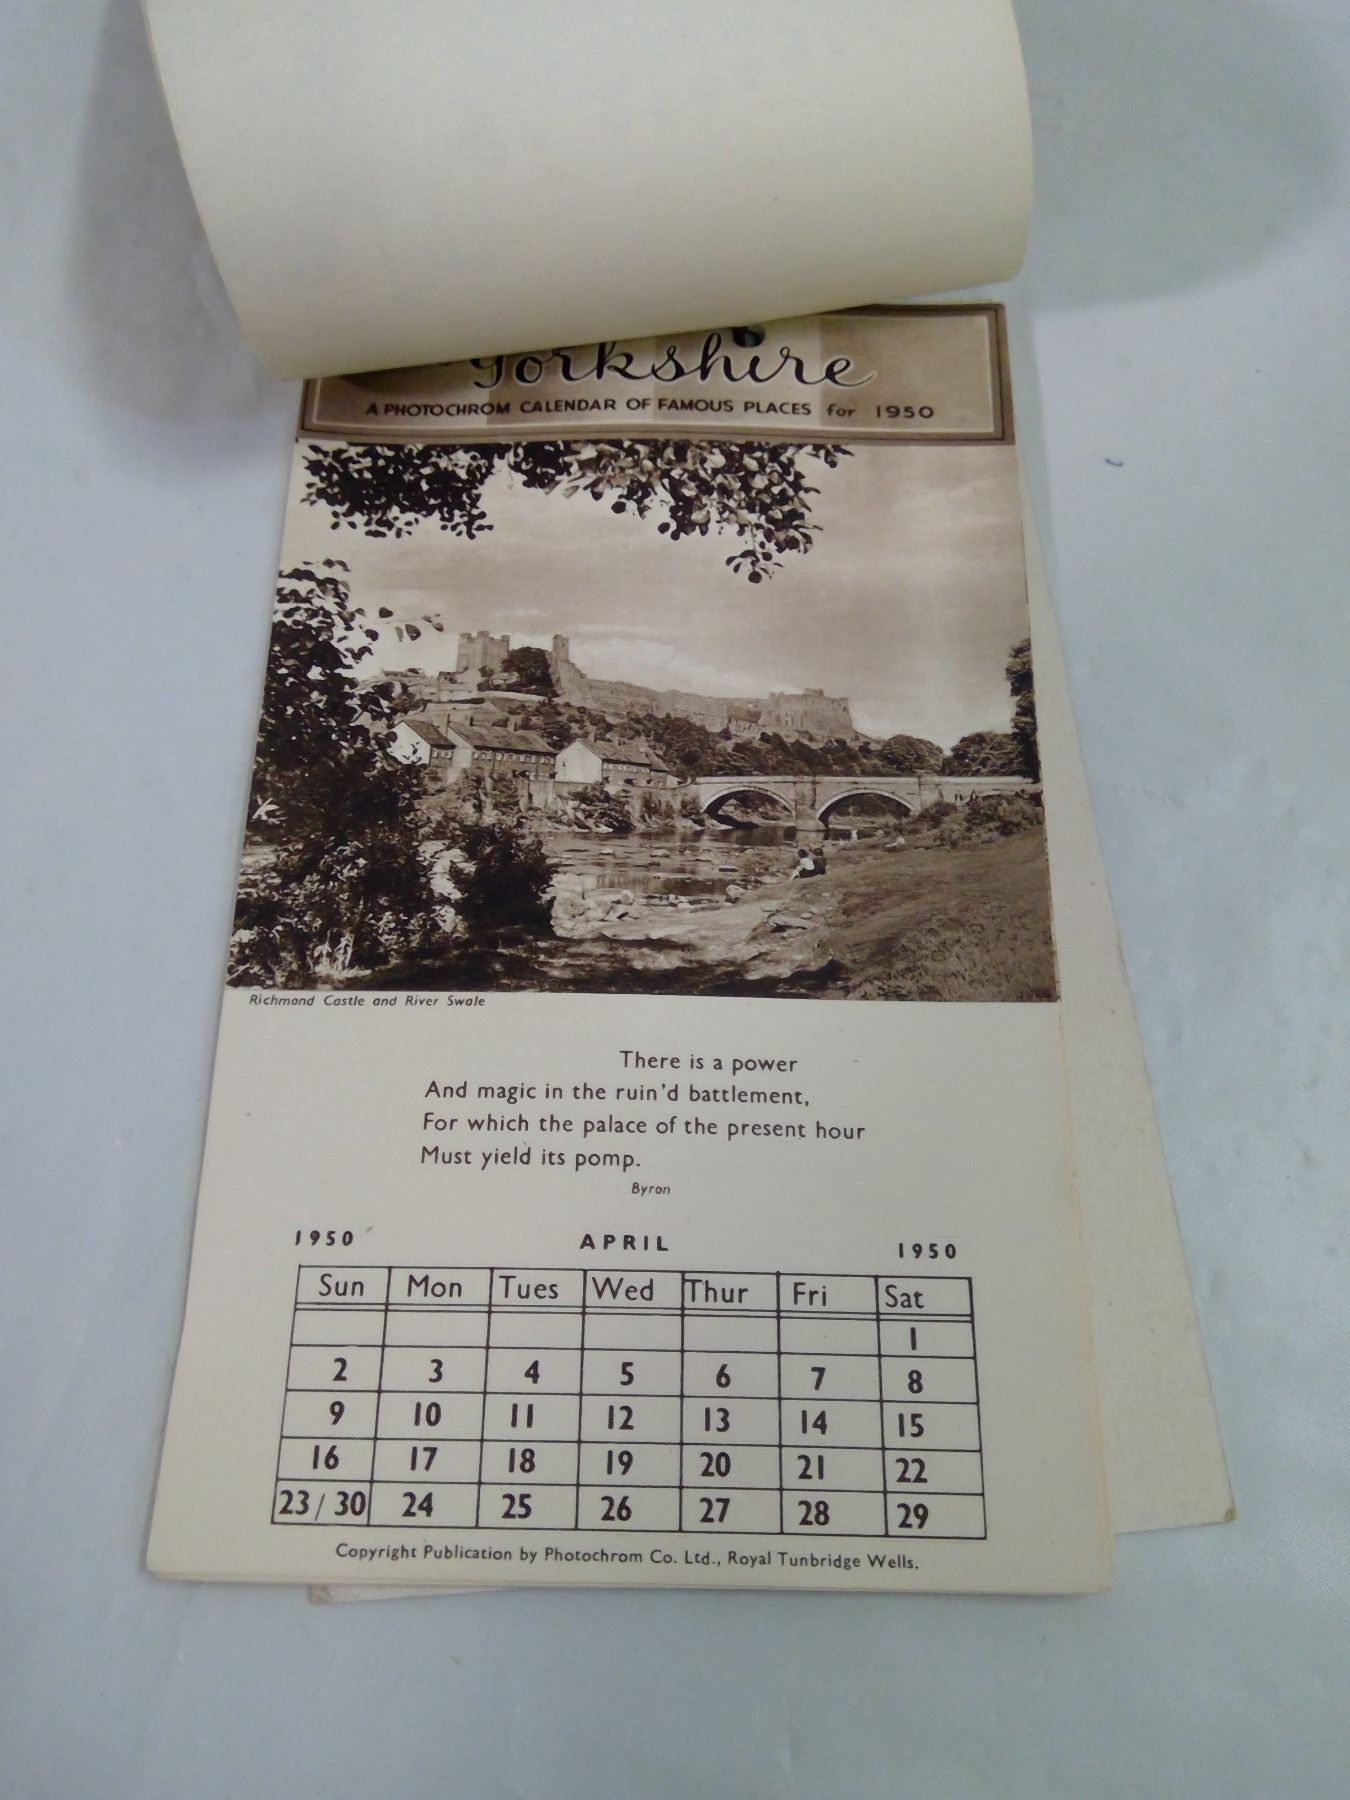 Yorkshire
A PHOTOCHROM CALENDAR OF FAMOUS PLACES for 1950
Richmond Castle and River Swale
There is a power
And magic in the ruin'd battlement,
For which the palace of the present hour
Must yield its pomp.
Byron
1950 APRIL 1950
Sun Mon Tues Wed Thur Fri Sat
1
2 3 4 5 6 7 8
9 10 11 12 13 14 15
16 17 18 19 20 21 22
23/30 24 25 26 27 28 29
Copyright Publication by Photochrom Co. Ltd., Royal Tunbridge Wells.